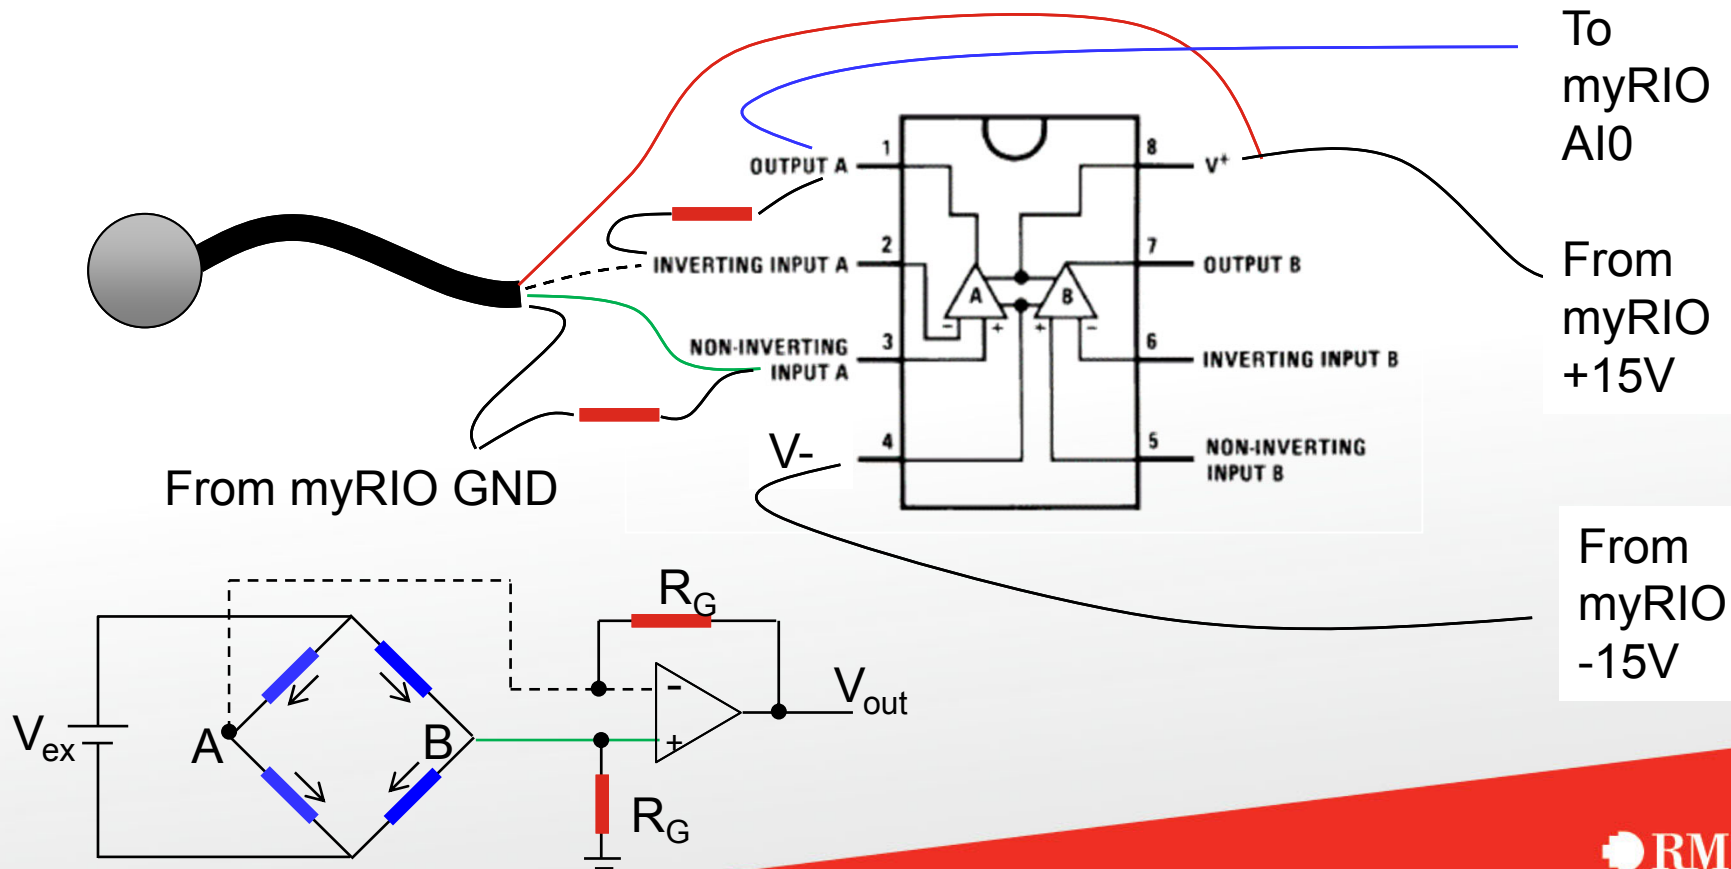 To
myRIO
AI0
From
myRIO
+15V
From
myRIO
-15V
1
OUTPUT A
2
INVERTING INPUT A
3
NON-INVERTING
INPUT A
4
V-
8
V+
7
OUTPUT B
6
INVERTING INPUT B
5
NON-INVERTING
INPUT B
A
B
-
+
+
-
From myRIO GND
Vex
A
B
RG
-
+
Vout
RG
RM